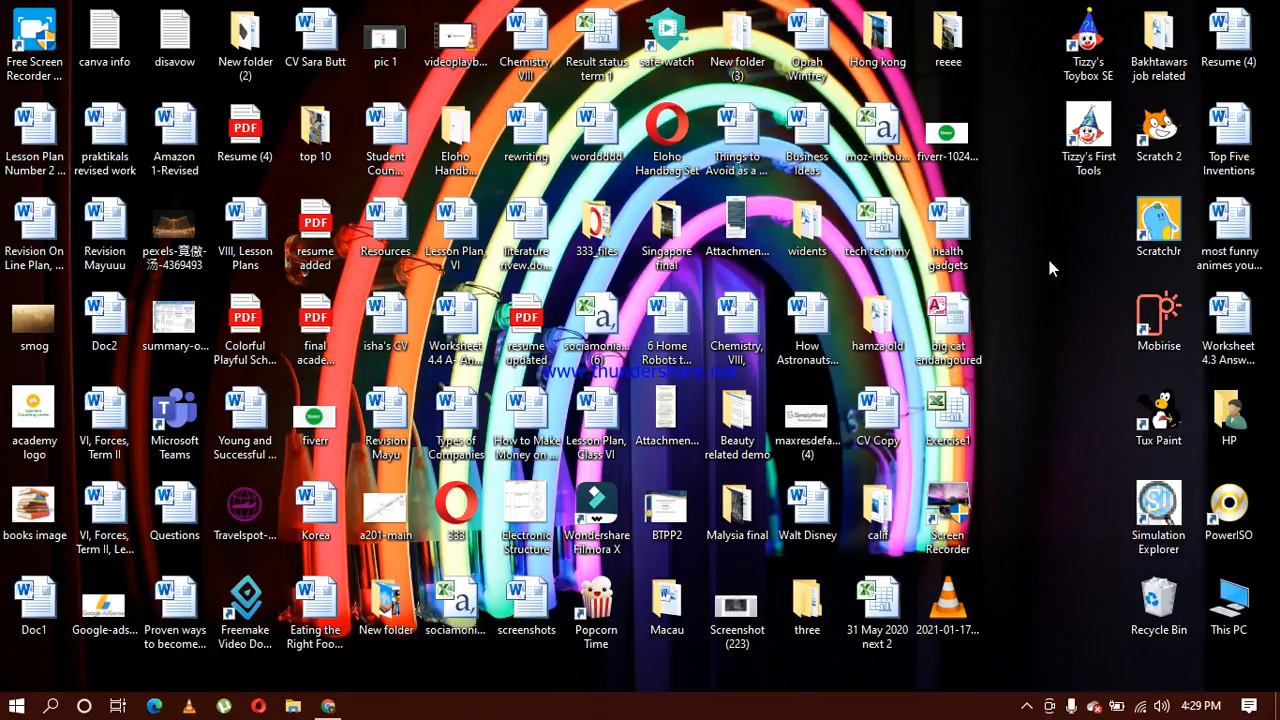 Free Screen
Recorder ...
canva info
disavow
New folder
(2)
CV Sara Butt
pic 1
videoplayb...
Chemistry,
VIII
Result status
term 1
safe-watch
New folder
(3)
Oprah
Winfrey
Hong kong
reeee
Tizzy's
Toybox SE
Bakhtawars
job related
Resume (4)
Lesson Plan
Number 2 ...
praktikals
revised work
Amazon
1-Revised
PDF
Resume (4)
top 10
Student
Coun...
Eloho
Handb...
rewriting
worddddd
Eloho
Handbag Set
Things to
Avoid as a ...
Business
Ideas
moz-inbou...
fiverr-1024...
Tizzy's First
Tools
Scratch 2
Top Five
Inventions
Revision On
Line Plan, ...
Revision
Mayuuu
pexels-竟傲-
汤-4369493
VIII, Lesson
Plans
PDF
resume
added
Resources
Lesson Plan,
VI
literature
rivew.do...
333_files
Singapore
final
Attachmen...
widents
tech tech my
health
gadgets
ScratchJr
most funny
animes you...
smog
Doc2
summary-o...
PDF
Colorful
Playful Sch...
PDF
final
acade...
isha's CV
Worksheet
4.4 A- An...
PDF
resume
updated
sociamonia...
(6)
6 Home
Robots t...
Chemistry,
VIII,
How
Astronauts...
hamza old
big cat
endangoured
Mobirise
Worksheet
4.3 Answ...
www.thundershare.net
academy
logo
VI, Forces,
Term II
Microsoft
Teams
Young and
Successful ...
fiverr
Revision
Mayu
Types of
Companies
How to Make
Money on ...
Lesson Plan,
Class VI
Attachmen...
Beauty
related demo
SimplyHired
maxresdefa...
(4)
CV Copy
Exercise1
Tux Paint
HP
books image
VI, Forces,
Term II, Le...
Questions
Travelspot-...
Korea
a201-main
333
Electronic
Structure
Wondershare
Filmora X
BTPP2
Malysia final
Walt Disney
calif
Screen
Recorder
Simulation
Explorer
PowerISO
Doc1
Google AdSense
Google-ads...
Proven ways
to become...
Freemake
Video Do...
Eating the
Right Foo...
New folder
sociamoni...
screenshots
Popcorn
Time
Macau
Screenshot
(223)
three
31 May 2020
next 2
2021-01-17...
Recycle Bin
This PC
4:29 PM